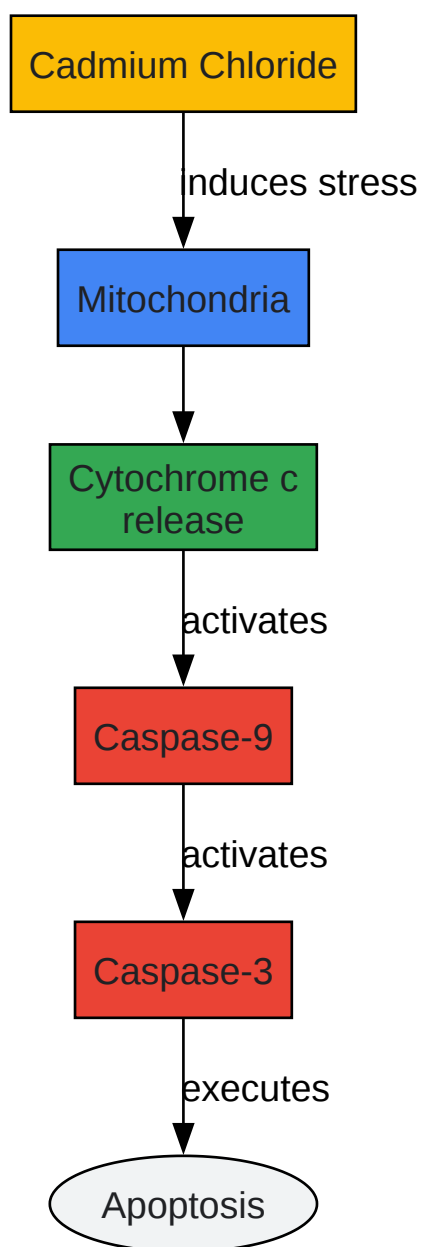 Cadmium Chloride
induces stress
Mitochondria
Cytochrome c
release
activates
Caspase-9
activates
Caspase-3
executes
Apoptosis